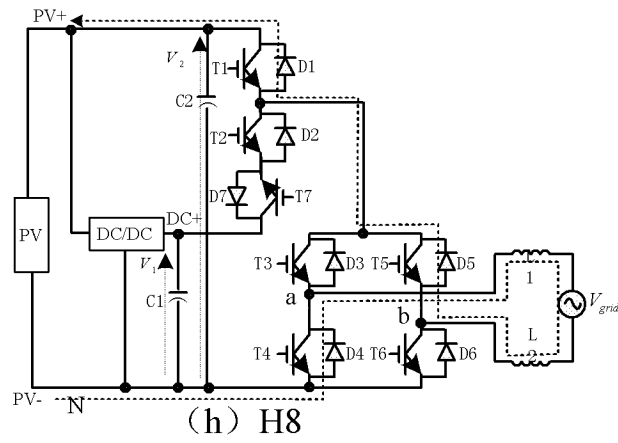 PV+
V2
T1
D1
C2
T2
D2
D7
T7
DC+
PV
DC/DC
V1
C1
T3
D3
T5
D5
a
b
L
1
Vgrid
L
2
T4
D4
T6
D6
PV-
N
(h) H8